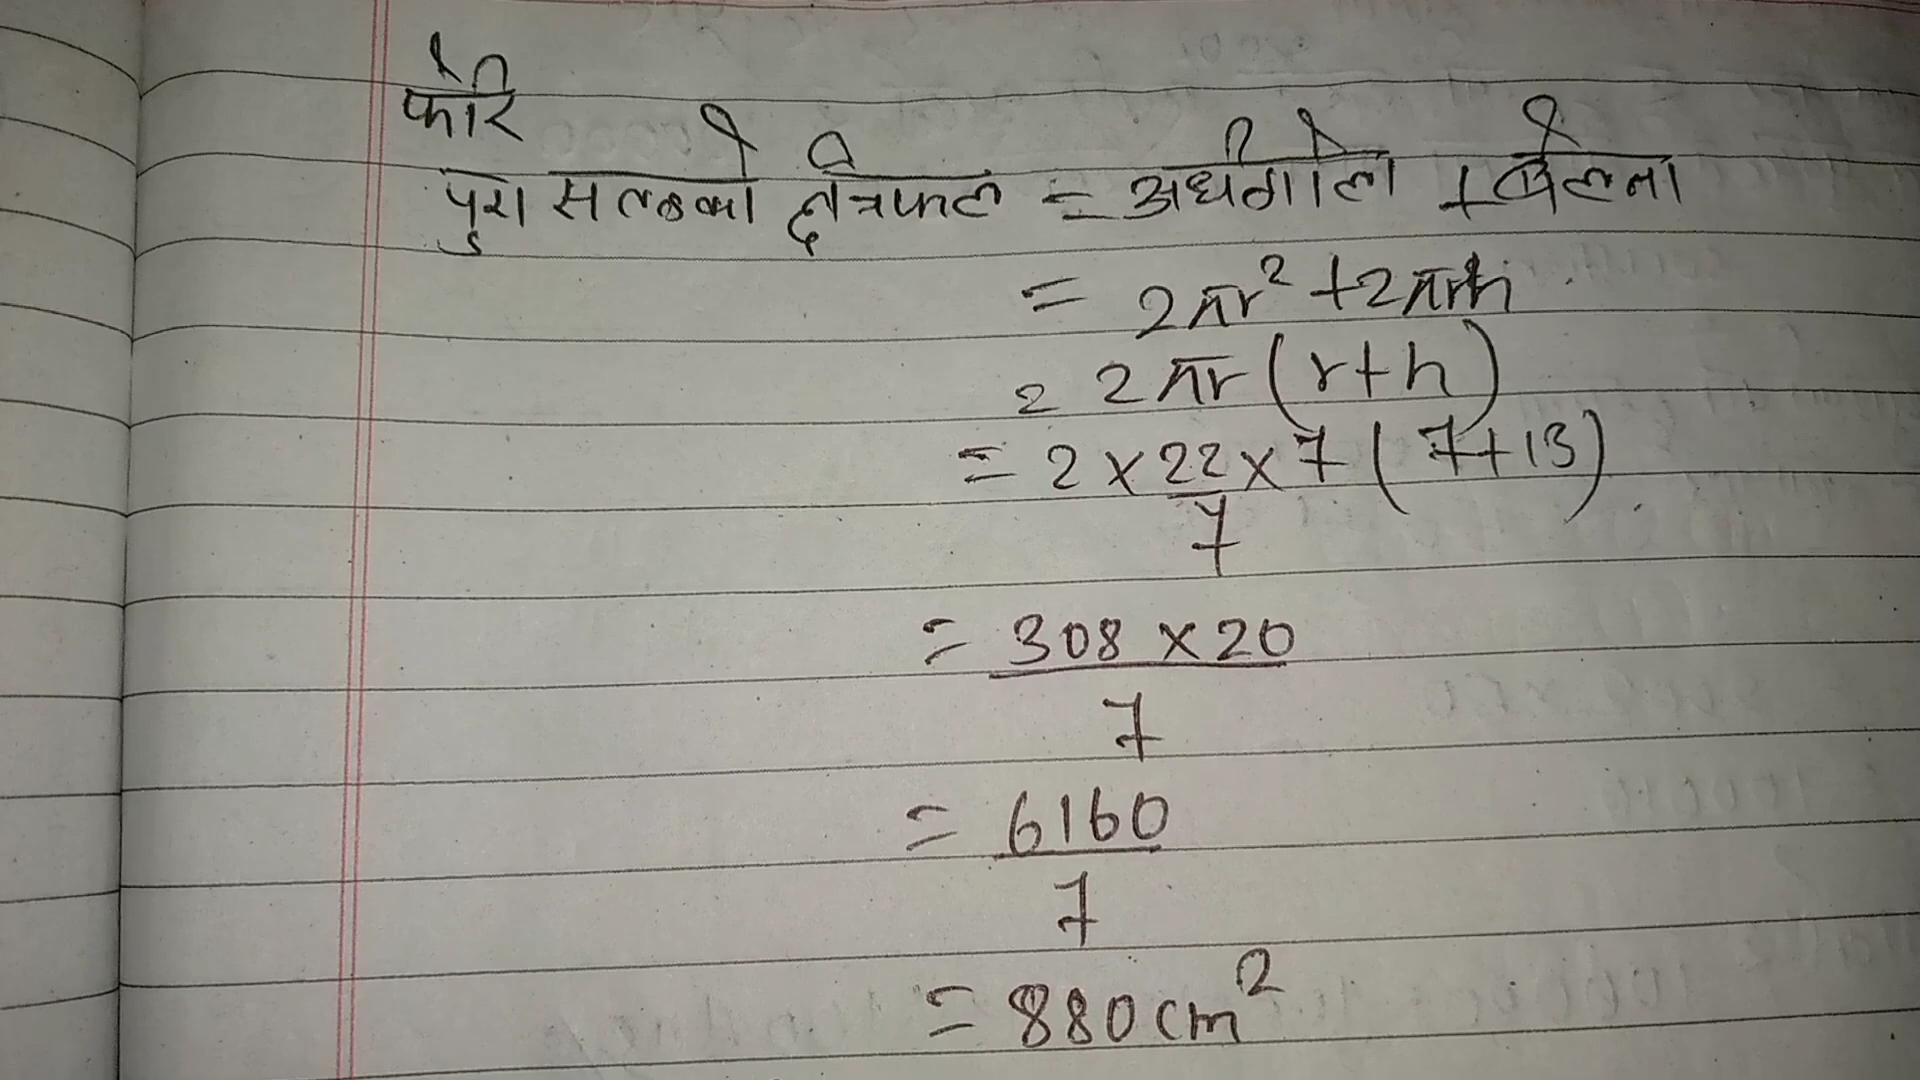 फेरि
पुरा सतहको क्षेत्रफल = अर्धगोला + बेलना
= 2πr² + 2πrh
= 2πr (r+h)
= 2 × 22/7 × 7 (7+13)
= 308 × 20 / 7
= 6160 / 7
= 880 cm²